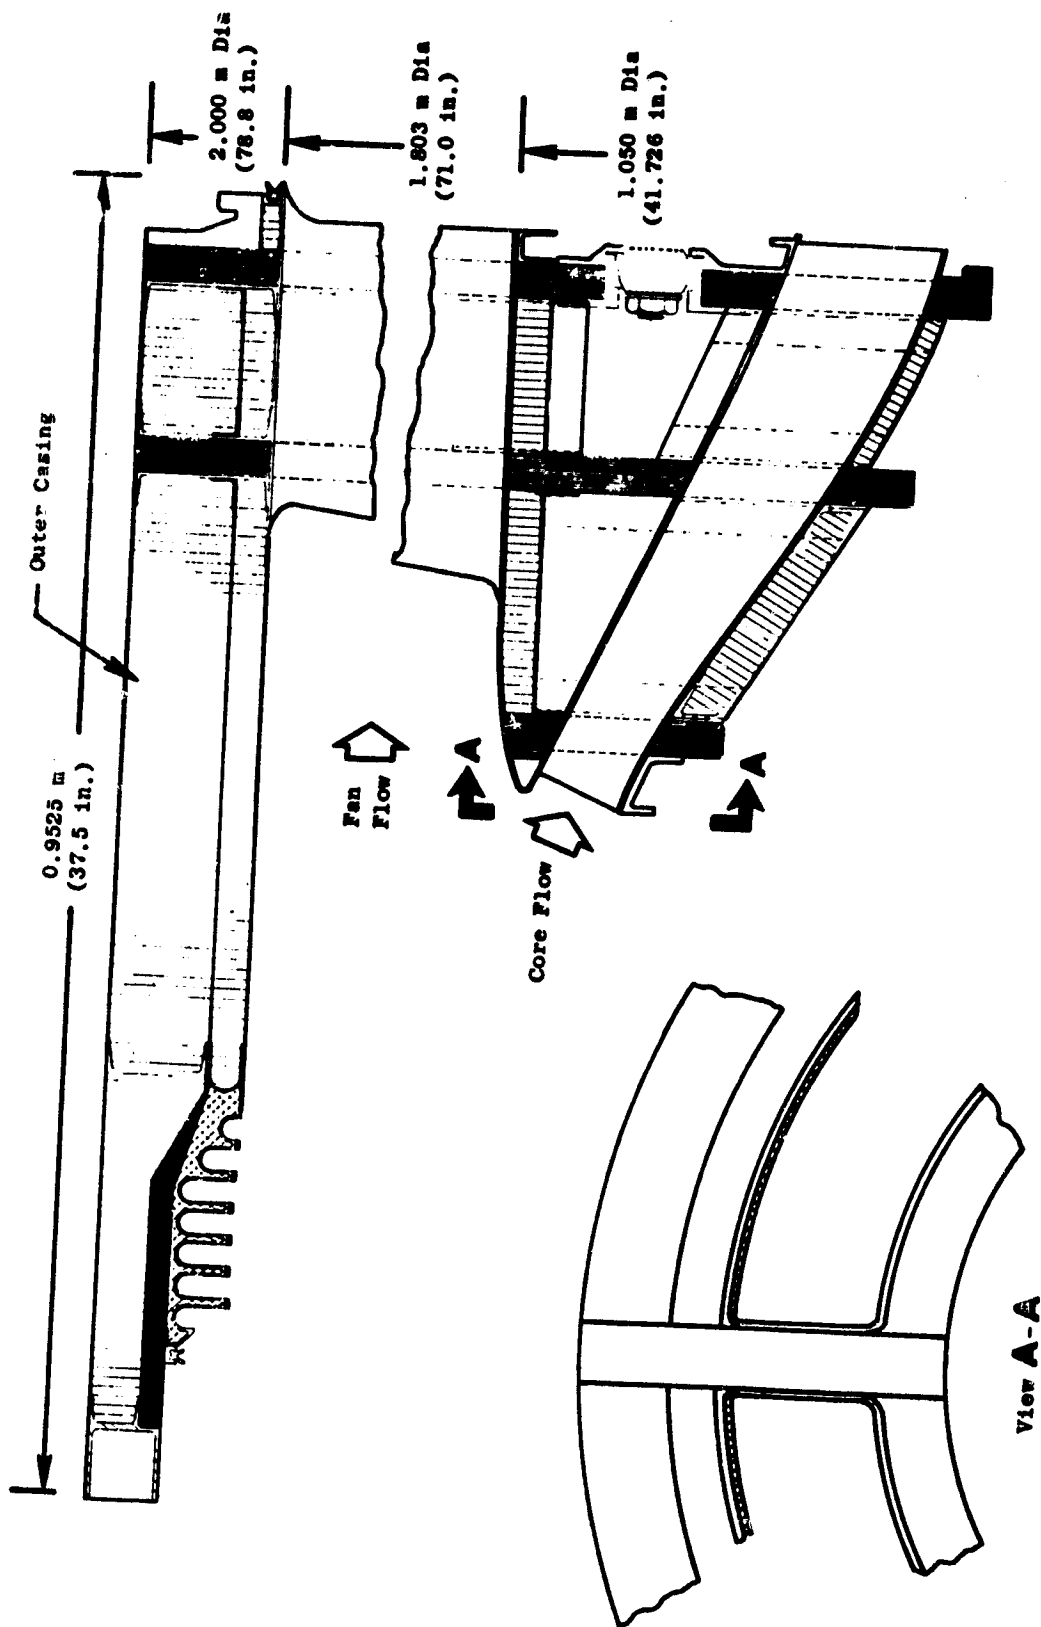 0.9525 m
(37.5 in.)
Outer Casing
2.000 m Dia
(78.8 in.)
1.803 m Dia
(71.0 in.)
1.050 m Dia
(41.726 in.)
Fan
Flow
A
Core Flow
A
View A-A